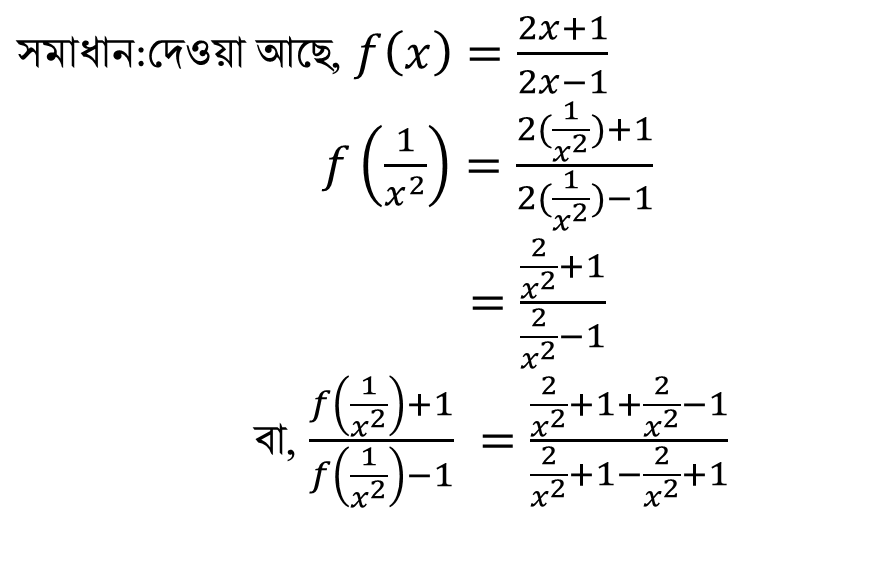 সমাধান:দেওয়া আছে, f(x) = (2x+1)/(2x−1)
f(1/x²) = (2(1/x²)+1)/(2(1/x²)−1)
= (2/x²+1)/(2/x²−1)
বা, (f(1/x²)+1)/(f(1/x²)−1) = (2/x²+1+2/x²−1)/(2/x²+1−2/x²+1)